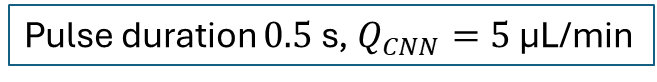 Pulse duration 0.5 s, Q_CNN = 5 µL/min